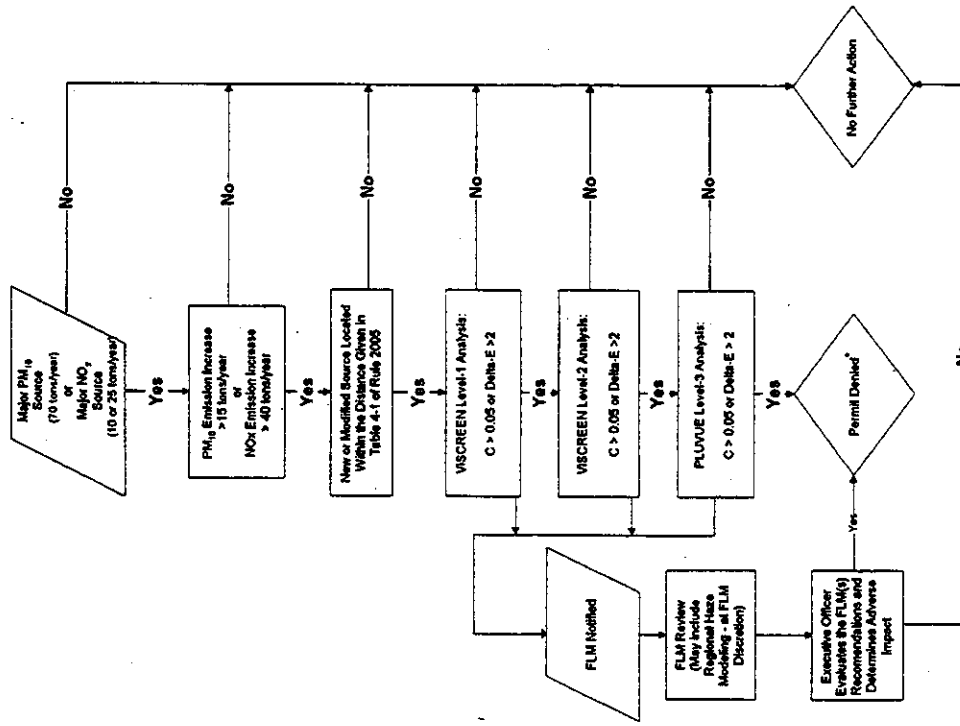 Major PM10
Source
(70 tons/year)
or
Major NO2
Source
(10 or 25 tons/year)
No
Yes
PM10 Emission Increase
>15 tons/year
or
NOx Emission Increase
> 40 tons/year
No
Yes
New or Modified Source Located
Within the Distance Given in
Table 4-1 of Rule 2005
No
Yes
VISCREEN Level-1 Analysis:
C > 0.05 or Delta-E >2
No
Yes
VISCREEN Level-2 Analysis:
C > 0.05 or Delta-E >2
No
Yes
PLUVUE Level-3 Analysis:
C > 0.05 or Delta-E > 2
No
Yes
Permit Denied*
No Further Action
FLM Notified
FLM Review
(May Include
Regional Haze
Modeling - at FLM
Discretion)
Executive Officer
Evaluates the FLM(s)
Recomendations and
Determines Adverse
Impact
Yes
No